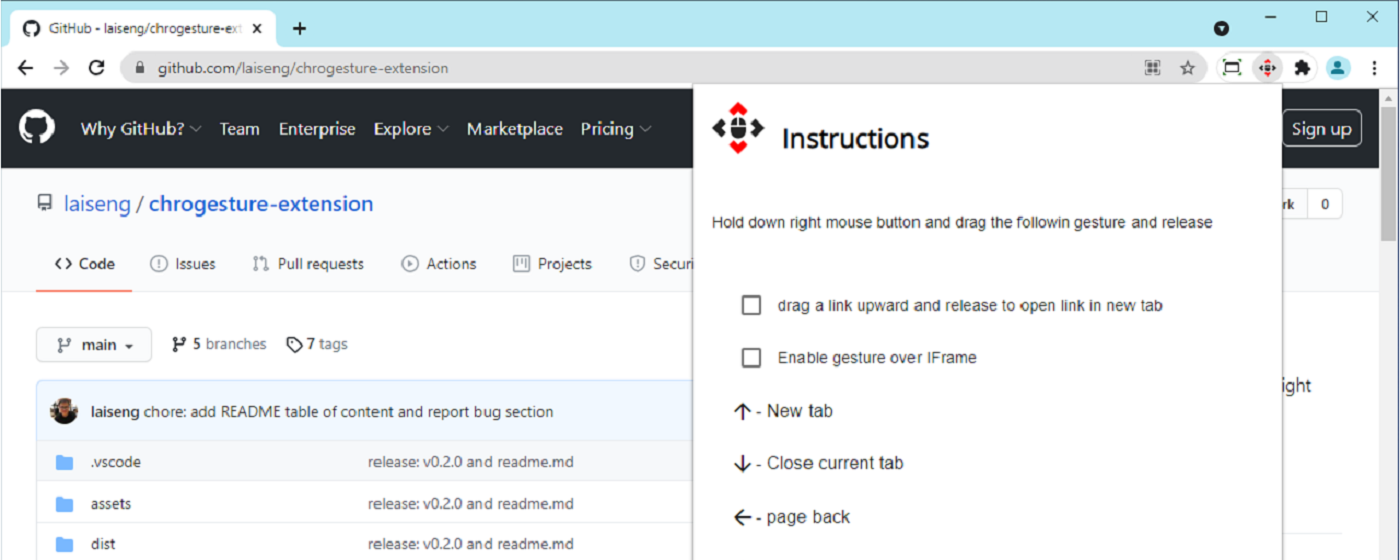 GitHub - laiseng/chrogesture-ext
github.com/laiseng/chrogesture-extension
Why GitHub? Team Enterprise Explore Marketplace Pricing
Sign up
laiseng / chrogesture-extension
rk 0
Code Issues Pull requests Actions Projects Securi
main 5 branches 7 tags
laiseng chore: add README table of content and report bug section
.vscode release: v0.2.0 and readme.md
assets release: v0.2.0 and readme.md
dist release: v0.2.0 and readme.md
ight
Instructions
Hold down right mouse button and drag the followin gesture and release
drag a link upward and release to open link in new tab
Enable gesture over IFrame
↑ - New tab
↓ - Close current tab
← - page back